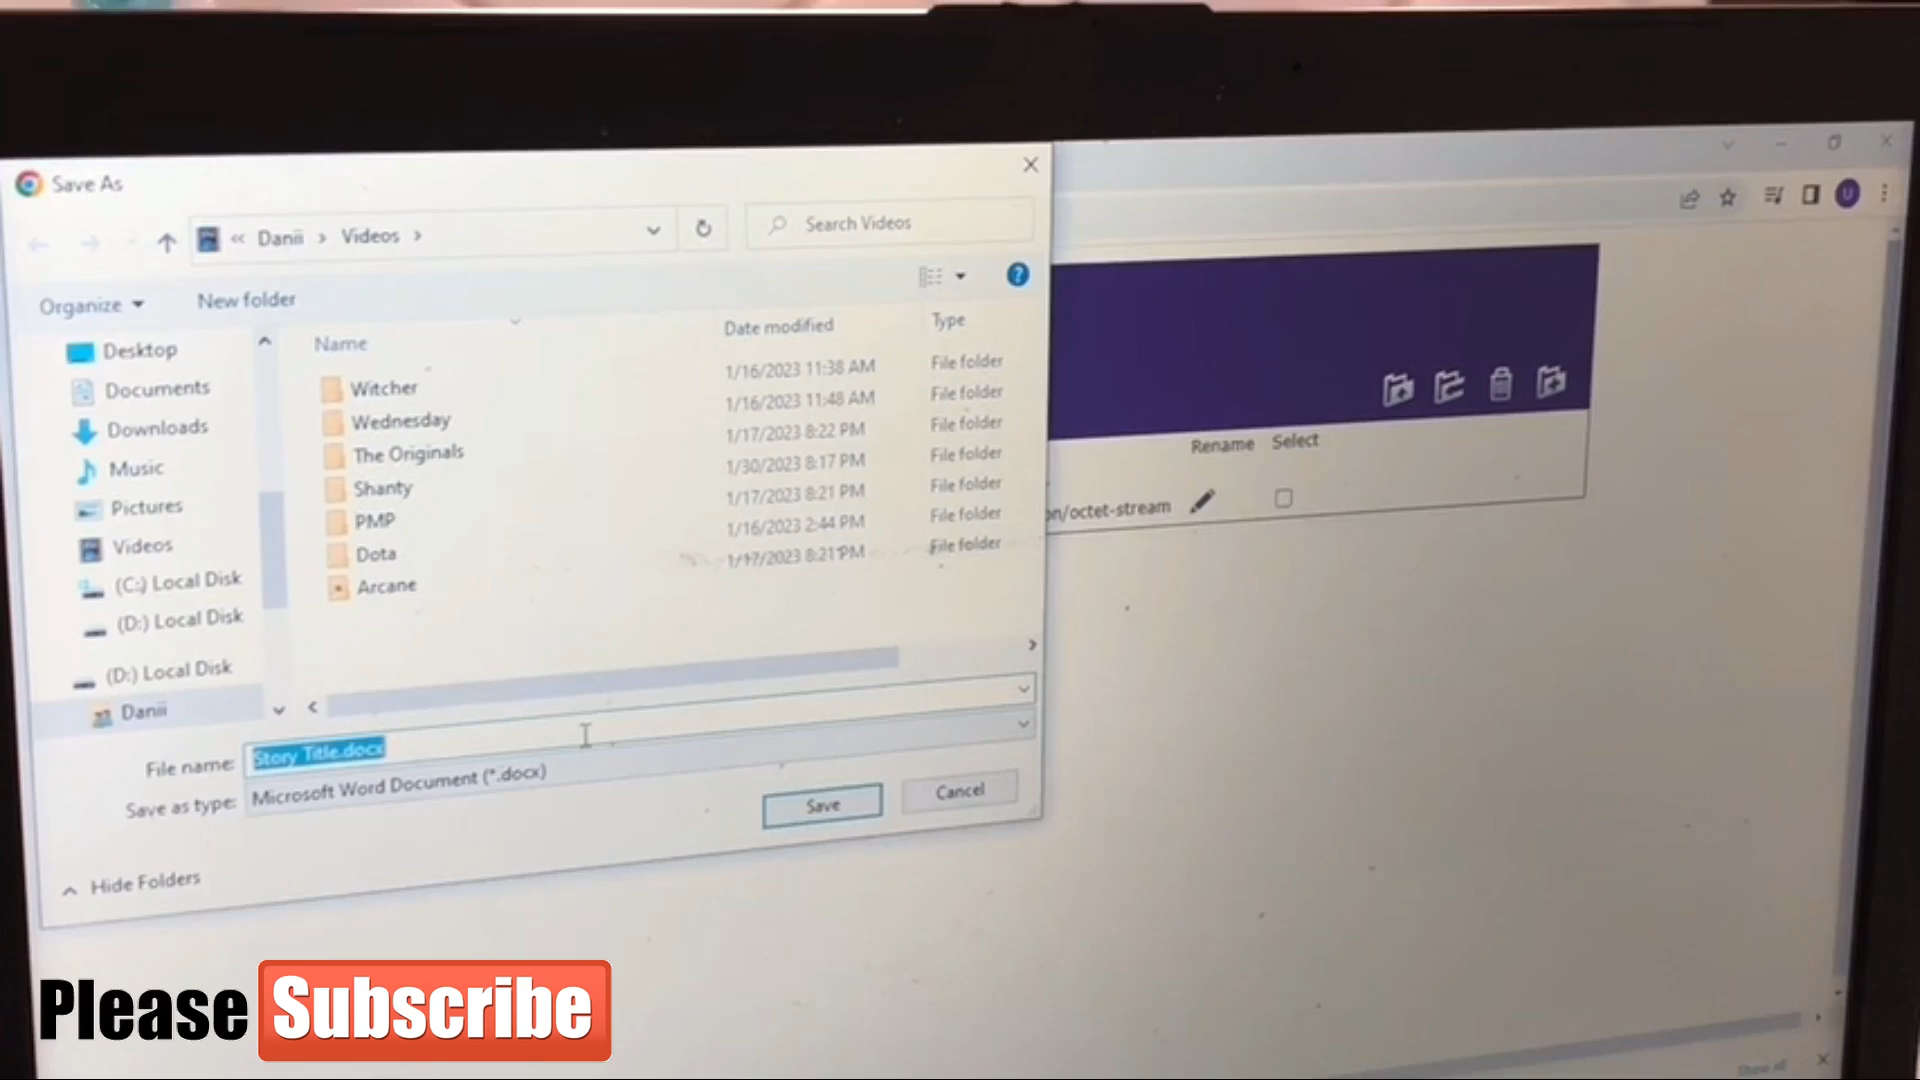 Save As
« Danii › Videos ›
Search Videos
Organize
New folder
Desktop
Documents
Downloads
Music
Pictures
Videos
(C:) Local Disk
(D:) Local Disk
(D:) Local Disk
Danii
Name Date modified Type
Witcher 1/16/2023 11:38 AM File folder
Wednesday 1/16/2023 11:48 AM File folder
The Originals 1/17/2023 8:22 PM File folder
Shanty 1/30/2023 8:17 PM File folder
PMP 1/17/2023 8:21 PM File folder
Dota 1/16/2023 2:44 PM File folder
Arcane 1/17/2023 8:21 PM File folder
File name: Story Title.docx
Save as type: Microsoft Word Document (*.docx)
Save
Cancel
Hide Folders
U
Rename Select
on/octet-stream
Show all
Please Subscribe